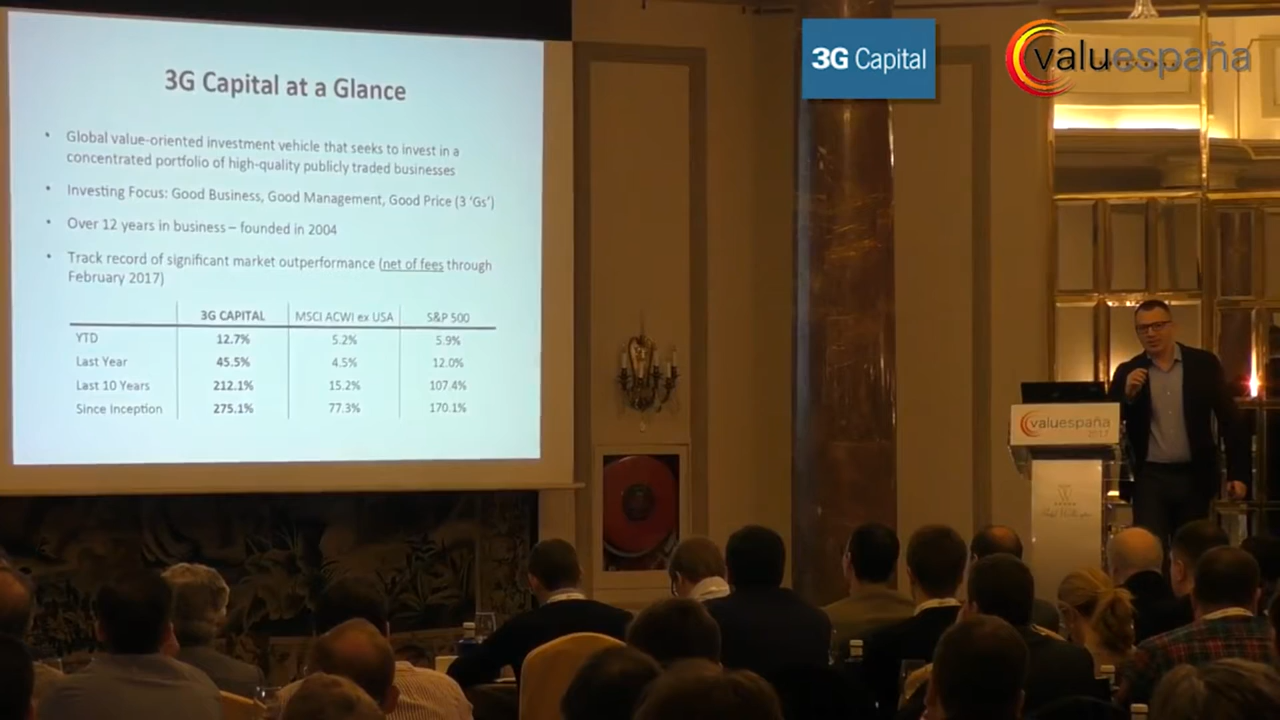 3G Capital at a Glance
• Global value-oriented investment vehicle that seeks to invest in a
concentrated portfolio of high-quality publicly traded businesses
• Investing Focus: Good Business, Good Management, Good Price (3 ‘Gs’)
• Over 12 years in business – founded in 2004
• Track record of significant market outperformance (net of fees through
February 2017)
3G CAPITAL MSCI ACWI ex USA S&P 500
YTD 12.7% 5.2% 5.9%
Last Year 45.5% 4.5% 12.0%
Last 10 Years 212.1% 15.2% 107.4%
Since Inception 275.1% 77.3% 170.1%
3G Capital
valuespaña
valuespaña
2017